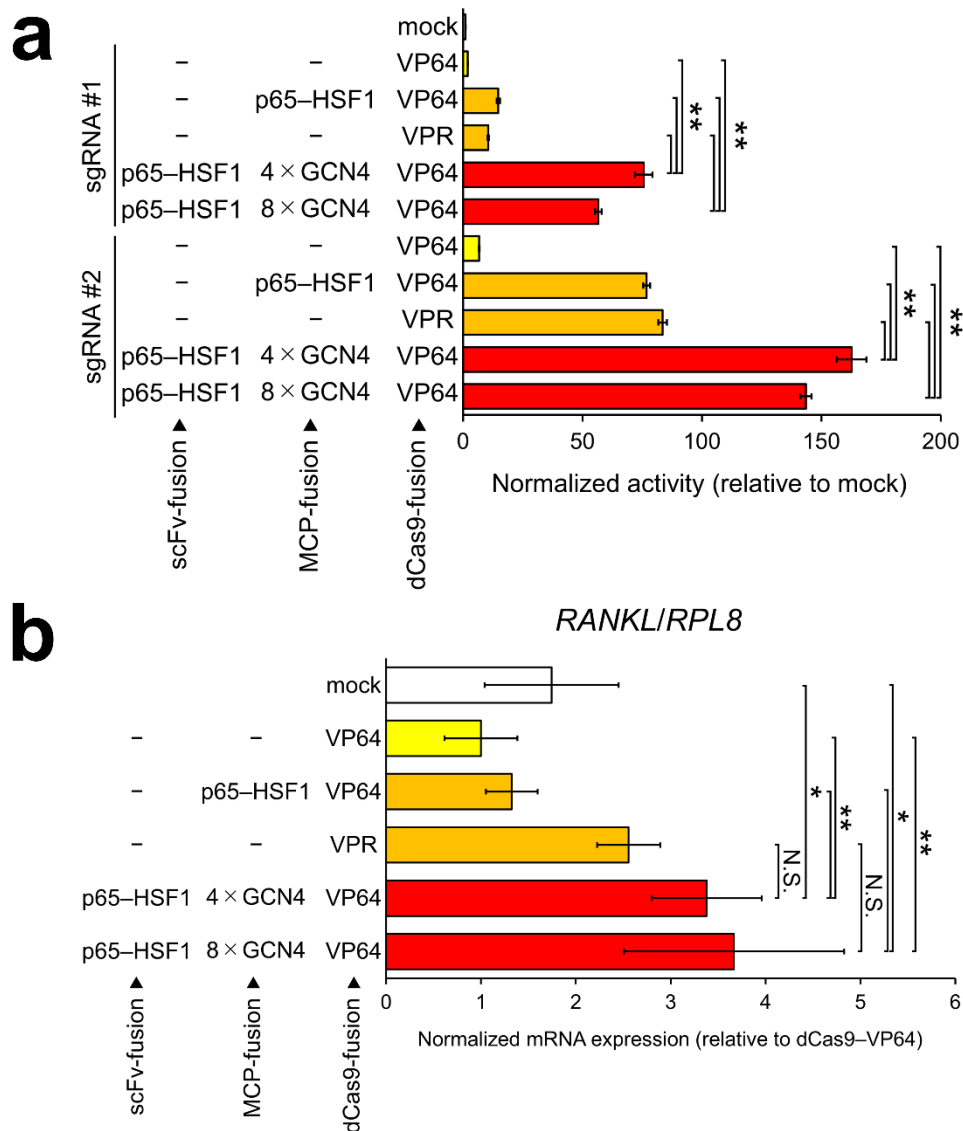 a
mock
sgRNA #1
– – VP64
– p65–HSF1 VP64
– – VPR
p65–HSF1 4×GCN4 VP64
p65–HSF1 8×GCN4 VP64
sgRNA #2
– – VP64
– p65–HSF1 VP64
– – VPR
p65–HSF1 4×GCN4 VP64
p65–HSF1 8×GCN4 VP64
**
**
**
**
0 50 100 150 200
Normalized activity (relative to mock)
scFv-fusion ▶
MCP-fusion ▶
dCas9-fusion ▶
b
RANKL/RPL8
mock
– – VP64
– p65–HSF1 VP64
– – VPR
p65–HSF1 4×GCN4 VP64
p65–HSF1 8×GCN4 VP64
N.S.
*
**
N.S.
*
**
0 1 2 3 4 5 6
Normalized mRNA expression (relative to dCas9–VP64)
scFv-fusion ▶
MCP-fusion ▶
dCas9-fusion ▶